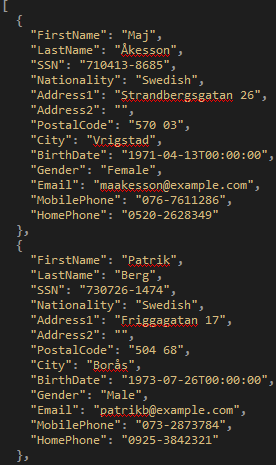 [
  {
    "FirstName": "Maj",
    "LastName": "Åkesson",
    "SSN": "710413-8685",
    "Nationality": "Swedish",
    "Address1": "Strandbergsgatan 26",
    "Address2": "",
    "PostalCode": "570 03",
    "City": "Vrigstad",
    "BirthDate": "1971-04-13T00:00:00",
    "Gender": "Female",
    "Email": "maakesson@example.com",
    "MobilePhone": "076-7611286",
    "HomePhone": "0520-2628349"
  },
  {
    "FirstName": "Patrik",
    "LastName": "Berg",
    "SSN": "730726-1474",
    "Nationality": "Swedish",
    "Address1": "Friggagatan 17",
    "Address2": "",
    "PostalCode": "504 68",
    "City": "Borås",
    "BirthDate": "1973-07-26T00:00:00",
    "Gender": "Male",
    "Email": "patrikb@example.com",
    "MobilePhone": "073-2873784",
    "HomePhone": "0925-3842321"
  },